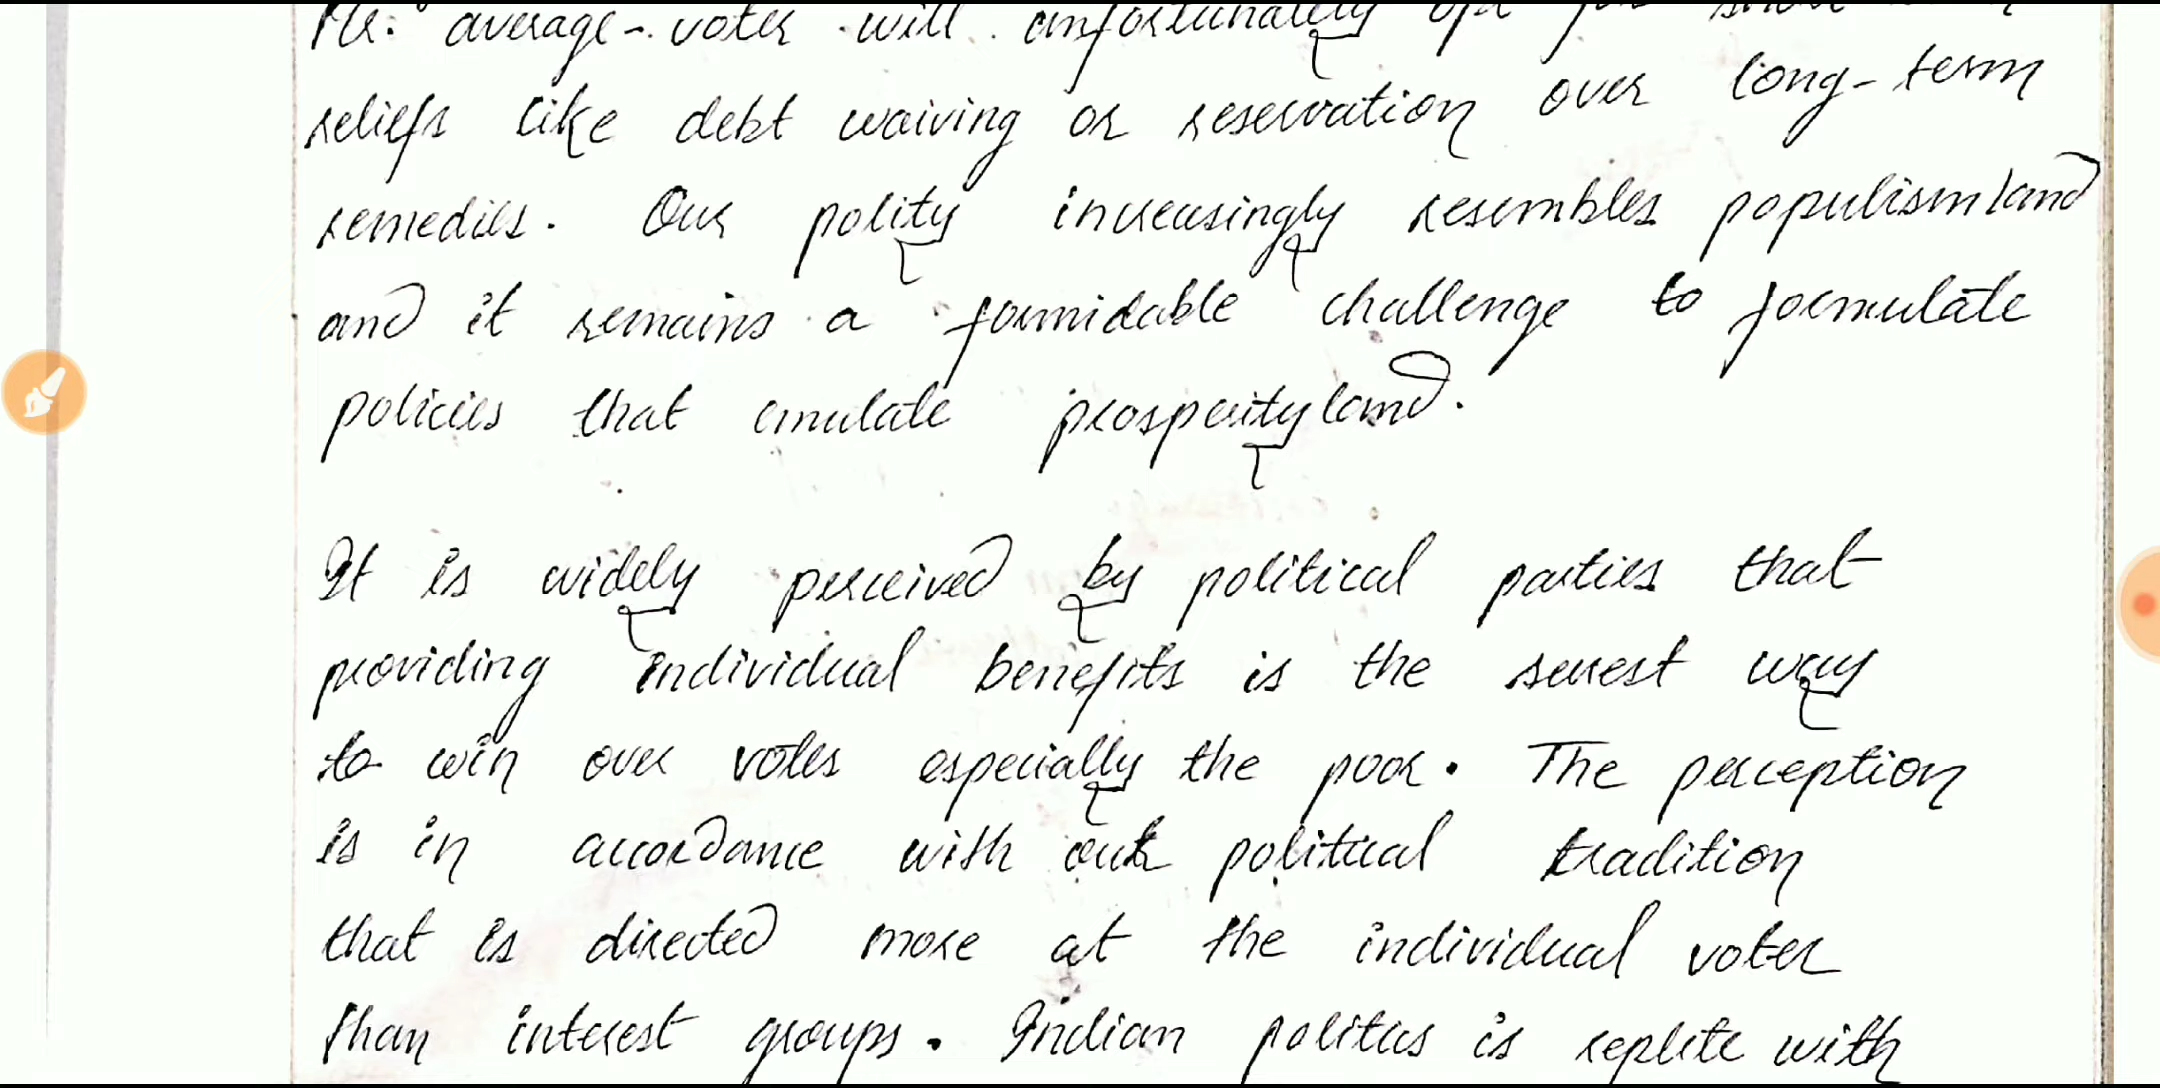 average voter will unfortunately opt for
reliefs like debt waiving or reservation over long-term
remedies. Our polity increasingly resembles populismland
and it remains a formidable challenge to formulate
policies that emulate prosperityland.
It is widely perceived by political parties that
providing individual benefits is the surest way
to win over votes especially the poor. The perception
is in accordance with our political tradition
that is directed more at the individual voter
than interest groups. Indian politics is replete with